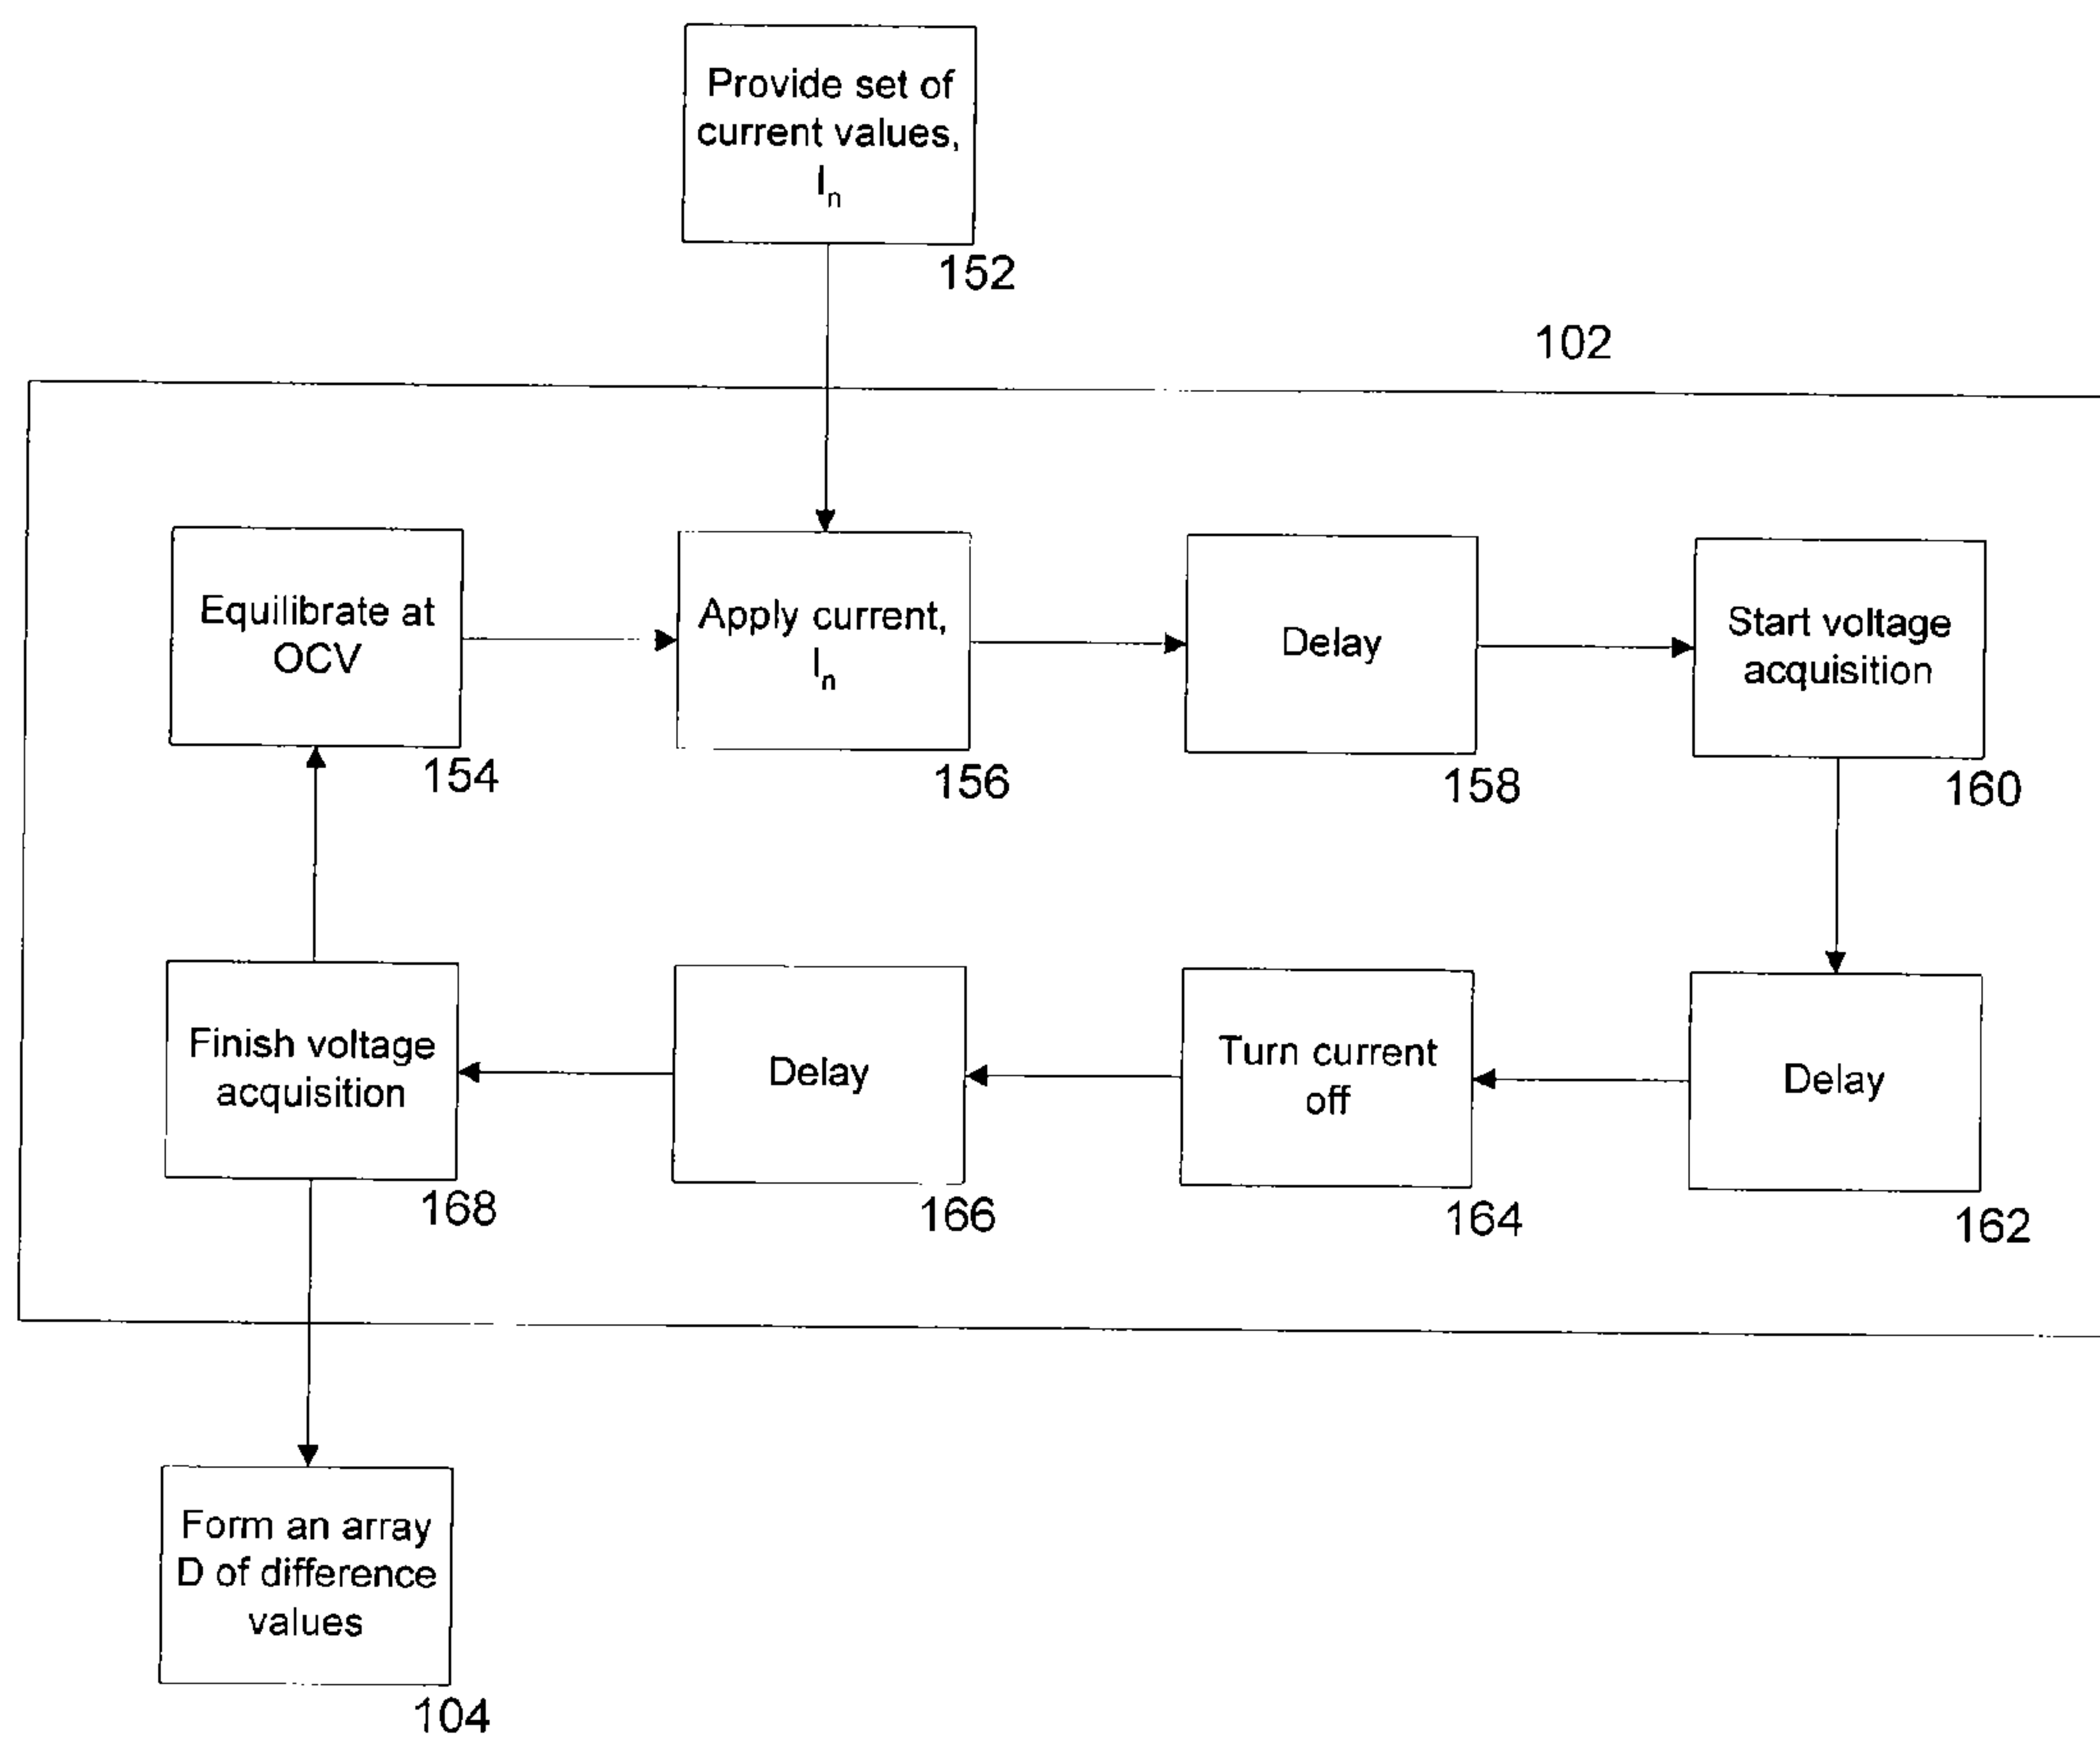 Provide set of
current values,
Iₙ
152
102
Equilibrate at
OCV
154
Apply current,
Iₙ
156
Delay
158
Start voltage
acquisition
160
Finish voltage
acquisition
168
Delay
166
Turn current
off
164
Delay
162
Form an array
D of difference
values
104